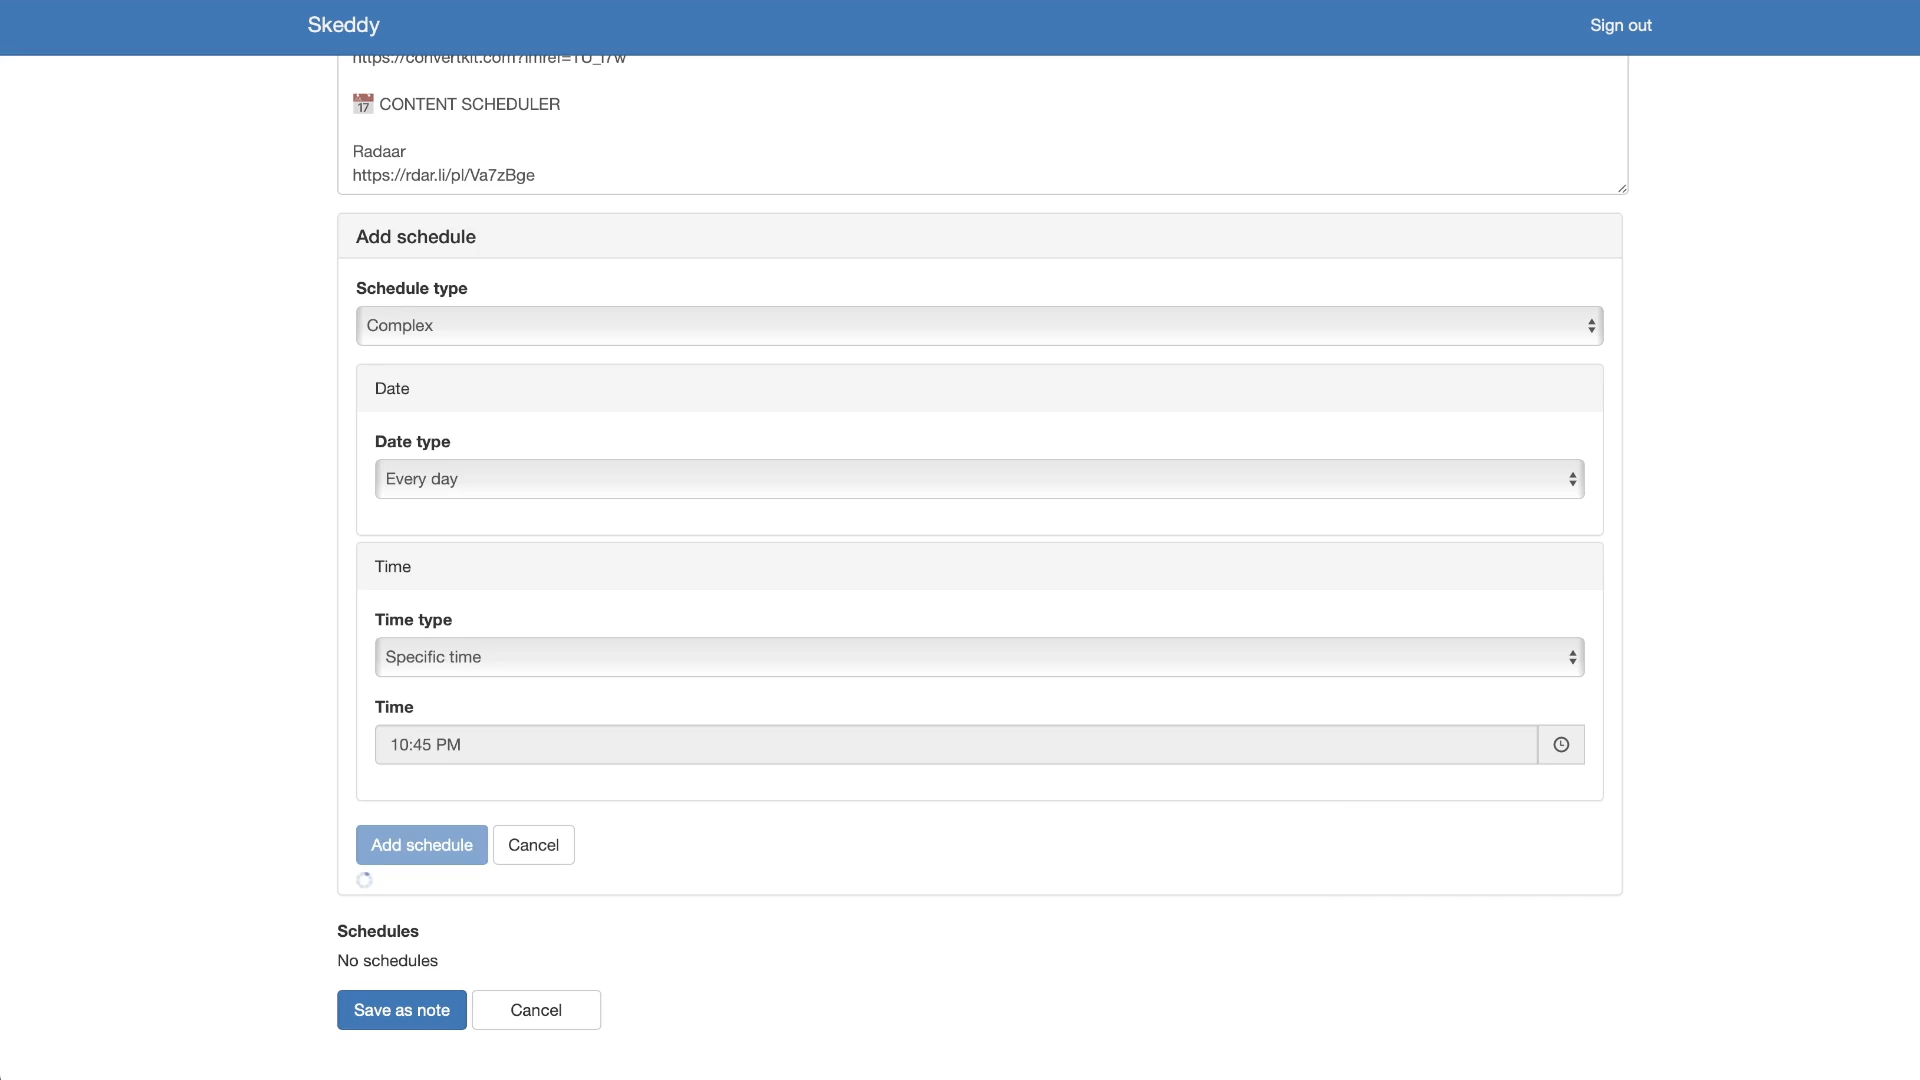 Skeddy
Sign out
CONTENT SCHEDULER
Radaar
https://rdar.li/pl/Va7zBge
Add schedule
Schedule type
Complex
Date
Date type
Every day
Time
Time type
Specific time
Time
10:45 PM
Add schedule Cancel
Schedules
No schedules
Save as note Cancel